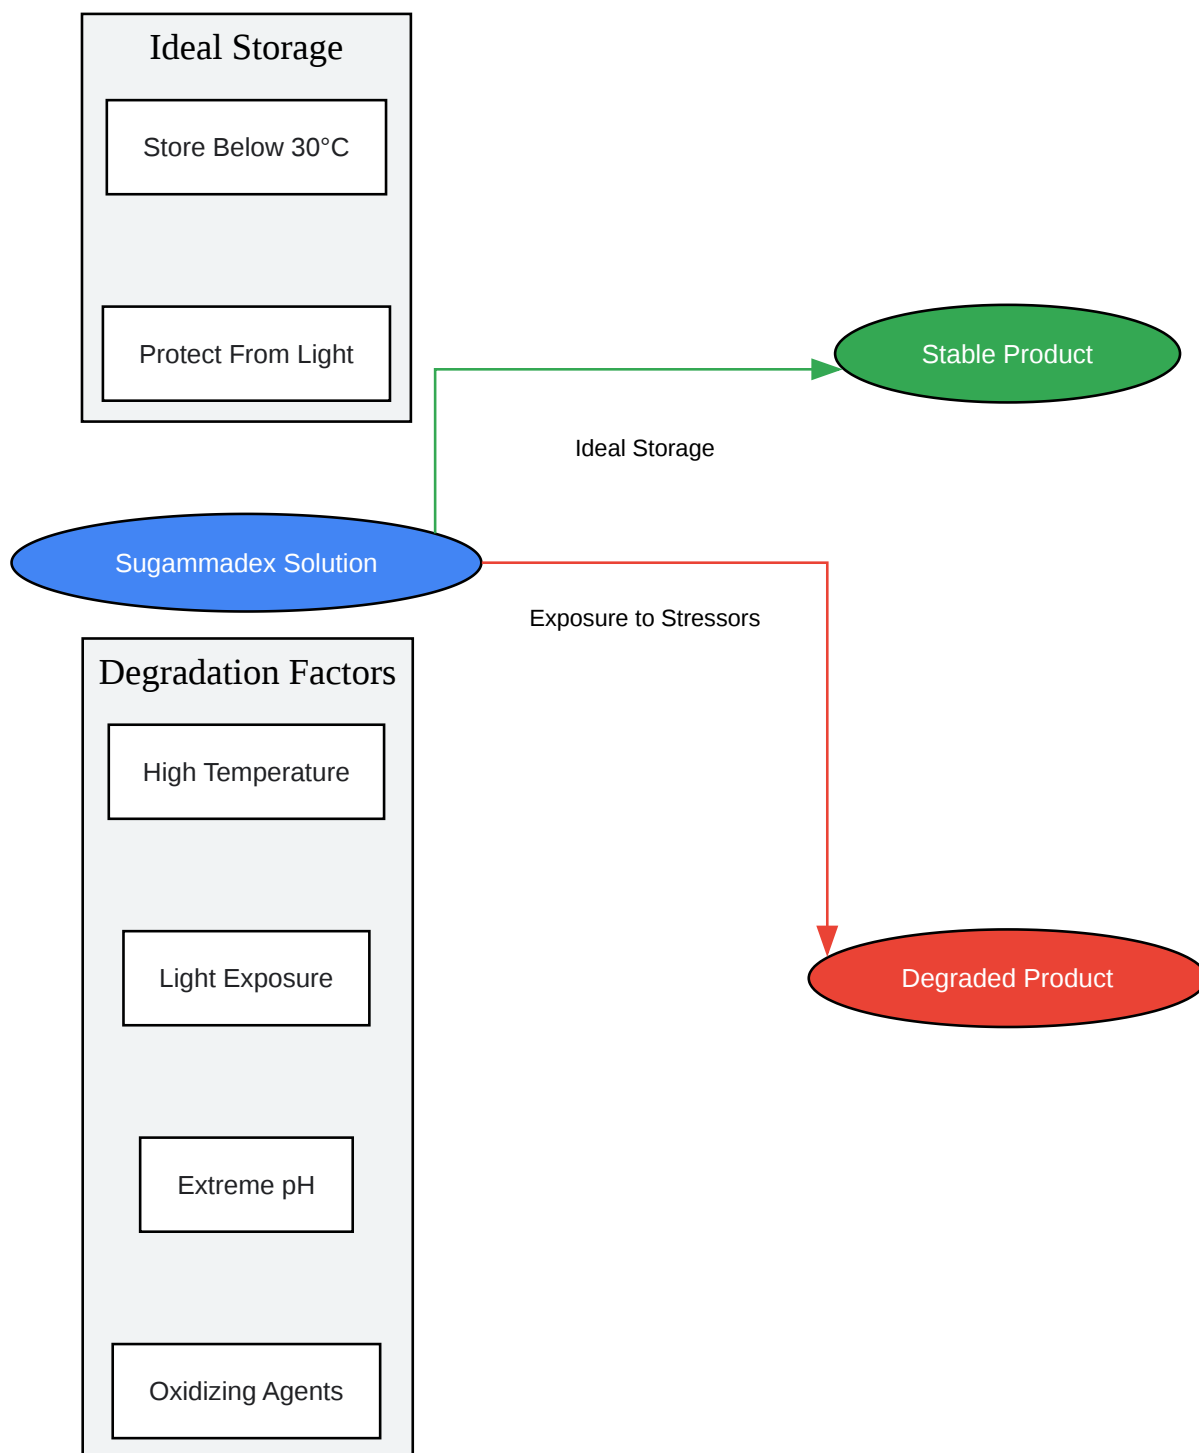 Ideal Storage
Store Below 30°C
Protect From Light
Stable Product
Ideal Storage
Sugammadex Solution
Exposure to Stressors
Degradation Factors
High Temperature
Light Exposure
Degraded Product
Extreme pH
Oxidizing Agents